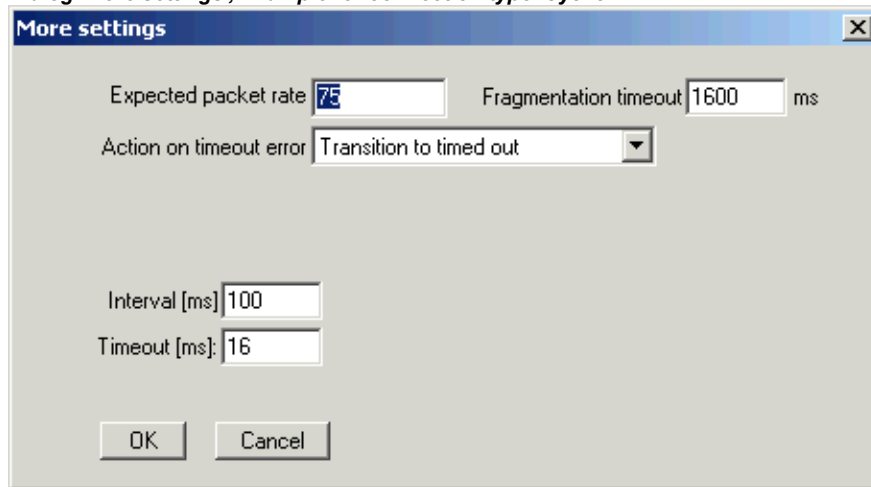 More settings
Expected packet rate 75 Fragmentation timeout 1600 ms
Action on timeout error Transition to timed out
Interval [ms] 100
Timeout [ms]: 16
OK Cancel